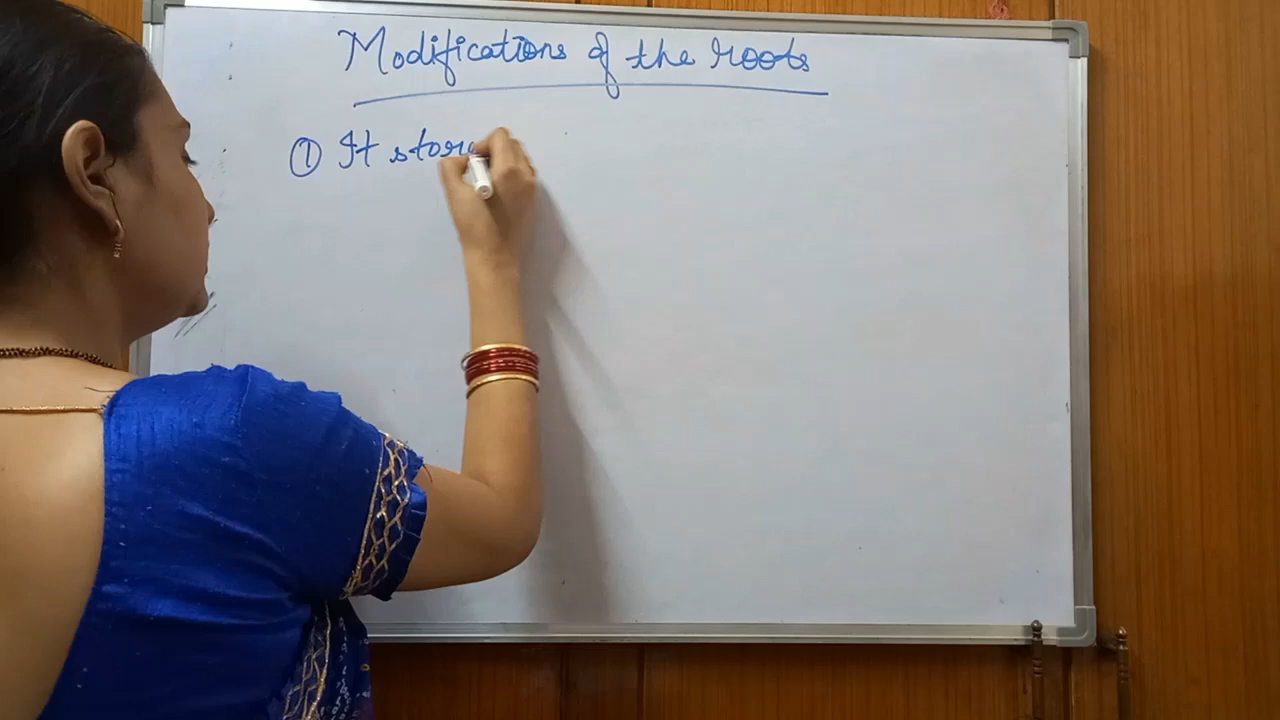 Modifications of the roots
① It store